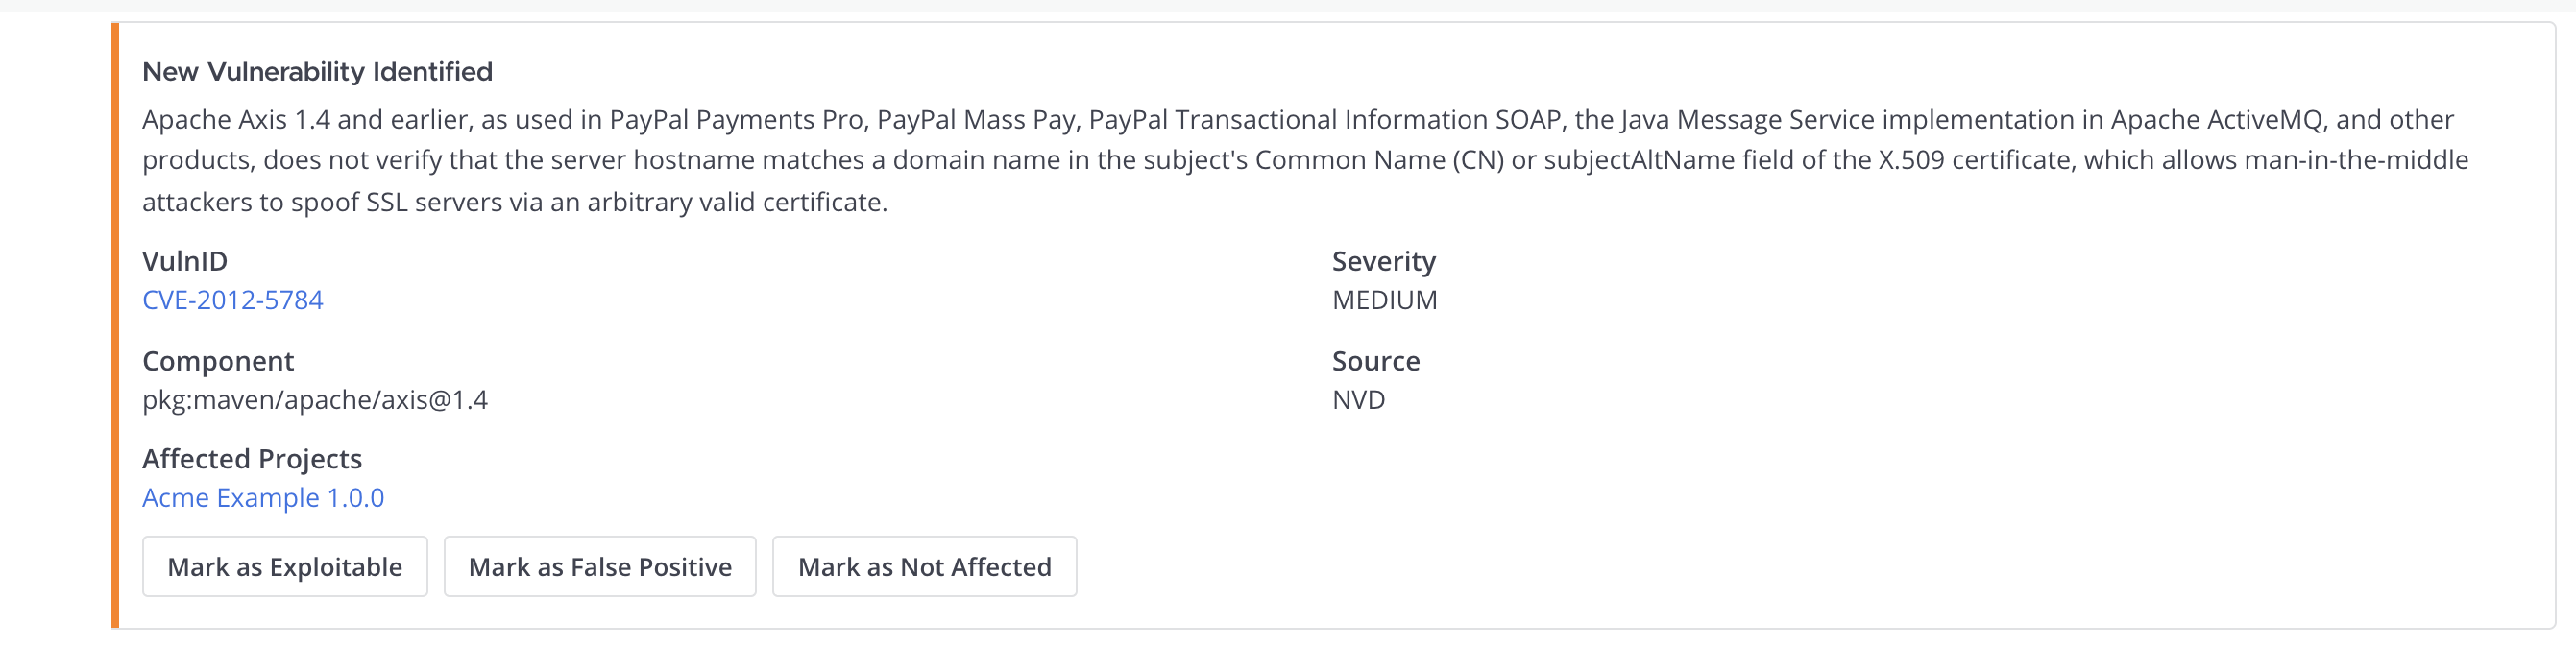 New Vulnerability Identified
Apache Axis 1.4 and earlier, as used in PayPal Payments Pro, PayPal Mass Pay, PayPal Transactional Information SOAP, the Java Message Service implementation in Apache ActiveMQ, and other
products, does not verify that the server hostname matches a domain name in the subject's Common Name (CN) or subjectAltName field of the X.509 certificate, which allows man-in-the-middle
attackers to spoof SSL servers via an arbitrary valid certificate.
VulnID
CVE-2012-5784
Severity
MEDIUM
Component
pkg:maven/apache/axis@1.4
Source
NVD
Affected Projects
Acme Example 1.0.0
Mark as Exploitable
Mark as False Positive
Mark as Not Affected